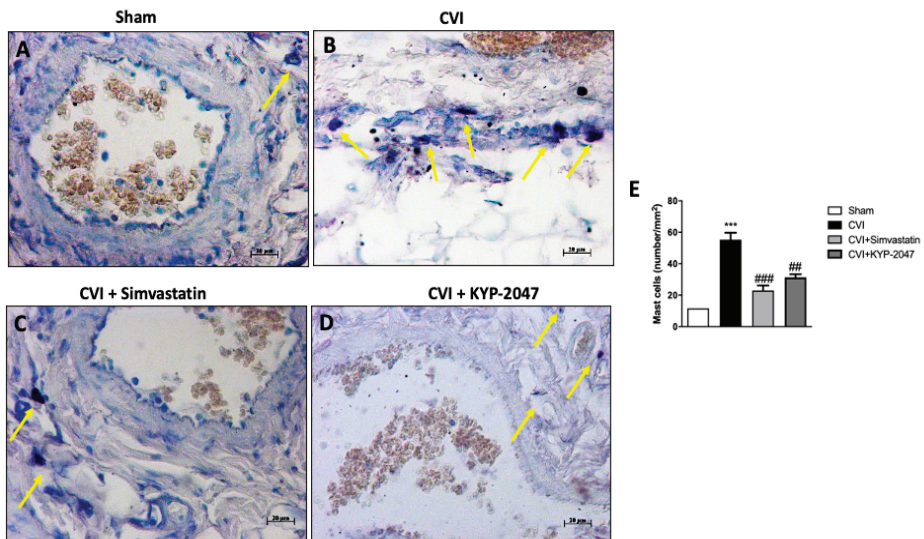 Sham
CVI
A
B
20 µm
20 µm
CVI + Simvastatin
CVI + KYP-2047
C
D
20 µm
20 µm
E
Mast cells (number/mm²)
80
60
40
20
0
***
###
##
Sham
CVI
CVI+Simvastatin
CVI+KYP-2047